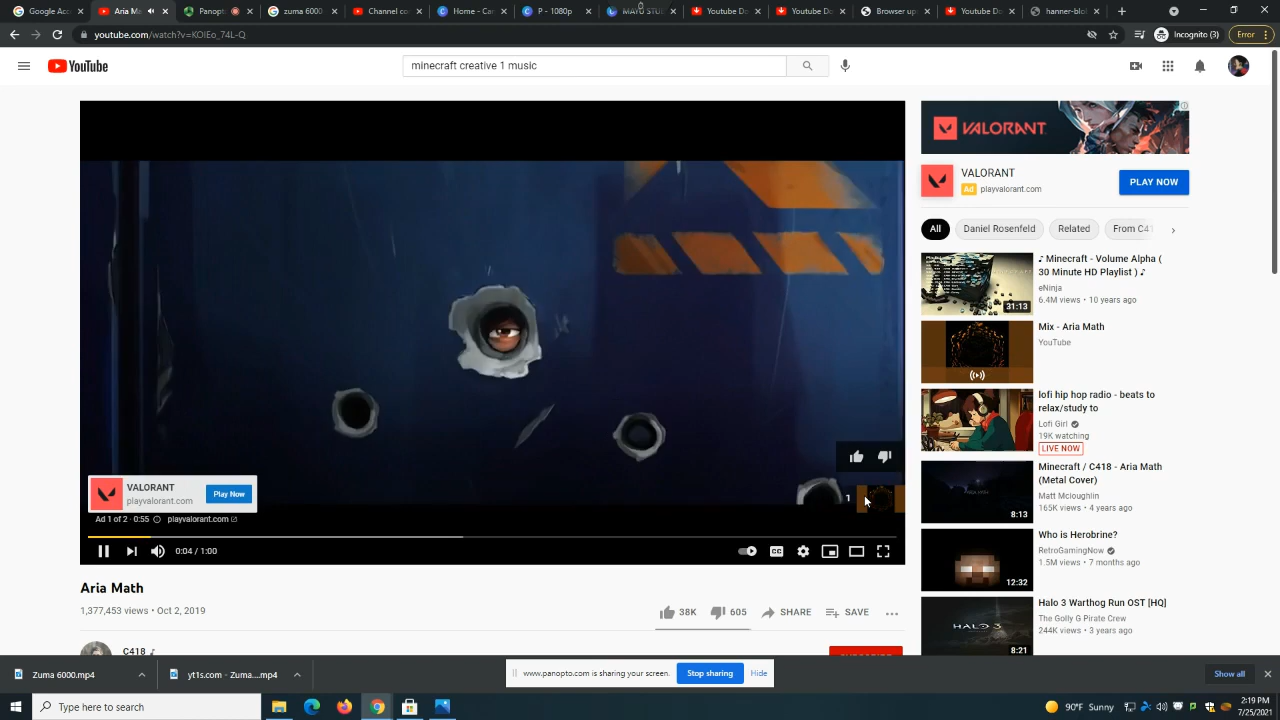 Google Acc
Aria Ma
Panopt
zuma 6000
Channel co
Home - Can
P - 1080p
MATO STU
Youtube Do
Youtube Do
Browser up
Youtube Do
hanner-blo
youtube.com/watch?v=KOIEo_74L-Q
Incognito (3)
Error
YouTube
minecraft creative 1 music
VALORANT
VALORANT
Ad playvalorant.com
PLAY NOW
All
Daniel Rosenfeld
Related
From C41
♪ Minecraft - Volume Alpha (
30 Minute HD Playlist ) ♪
eNinja
6.4M views • 10 years ago
31:13
Mix - Aria Math
YouTube
lofi hip hop radio - beats to
relax/study to
Lofi Girl
19K watching
LIVE NOW
Minecraft / C418 - Aria Math
(Metal Cover)
Matt Mcloughlin
165K views • 4 years ago
8:13
Who is Herobrine?
RetroGamingNow
1.5M views • 7 months ago
12:32
Halo 3 Warthog Run OST [HQ]
The Golly G Pirate Crew
244K views • 3 years ago
HALO 3
8:21
VALORANT
playvalorant.com
Play Now
1
Ad 1 of 2 · 0:55 playvalorant.com
0:04 / 1:00
CC
Aria Math
1,377,453 views • Oct 2, 2019
38K
605
SHARE
SAVE
C418 ♪
Zuma 6000.mp4
yt1s.com - Zuma....mp4
www.panopto.com is sharing your screen.
Stop sharing
Hide
Show all
Type here to search
90°F Sunny
2:19 PM
7/25/2021